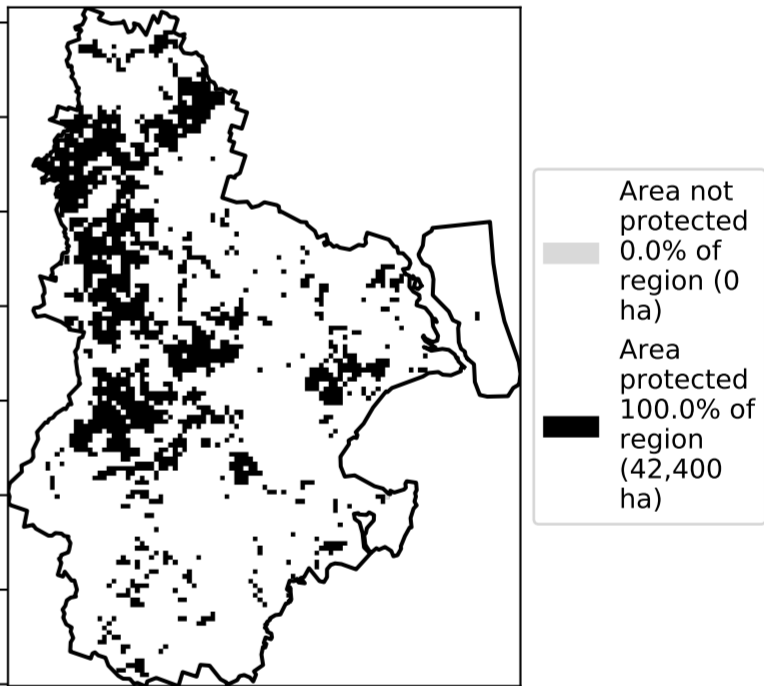 Area not
protected
0.0% of
region (0
ha)
Area
protected
100.0% of
region
(42,400
ha)